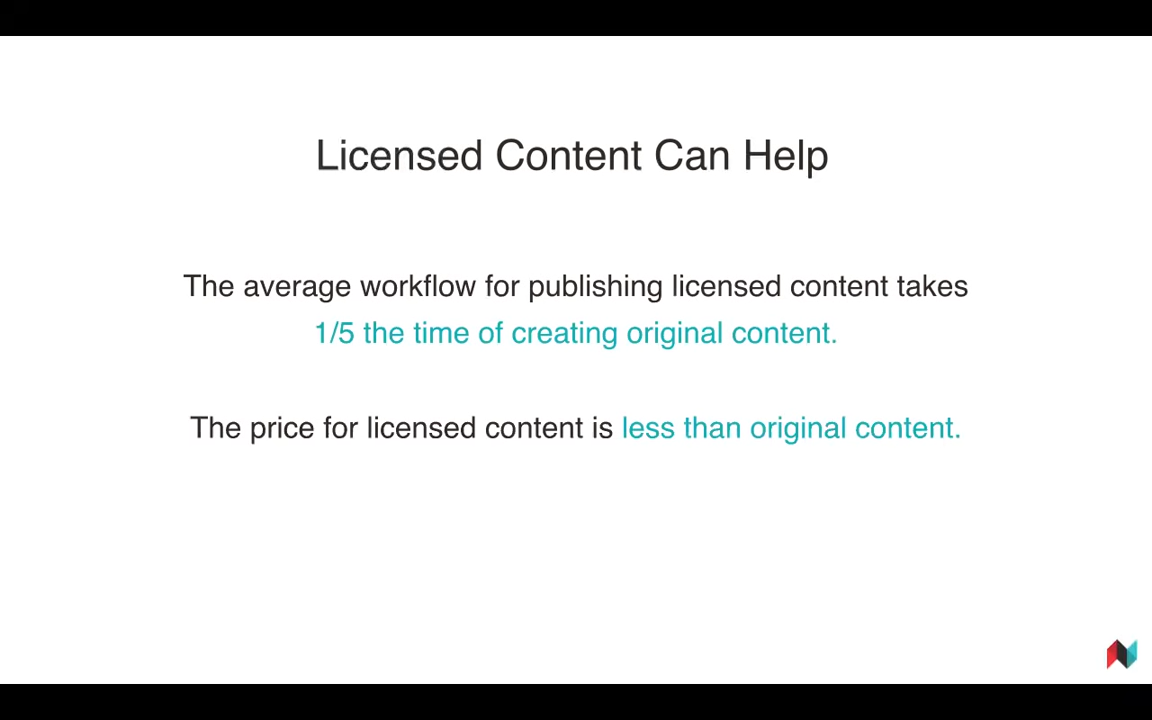 Licensed Content Can Help
The average workflow for publishing licensed content takes
1/5 the time of creating original content.
The price for licensed content is less than original content.